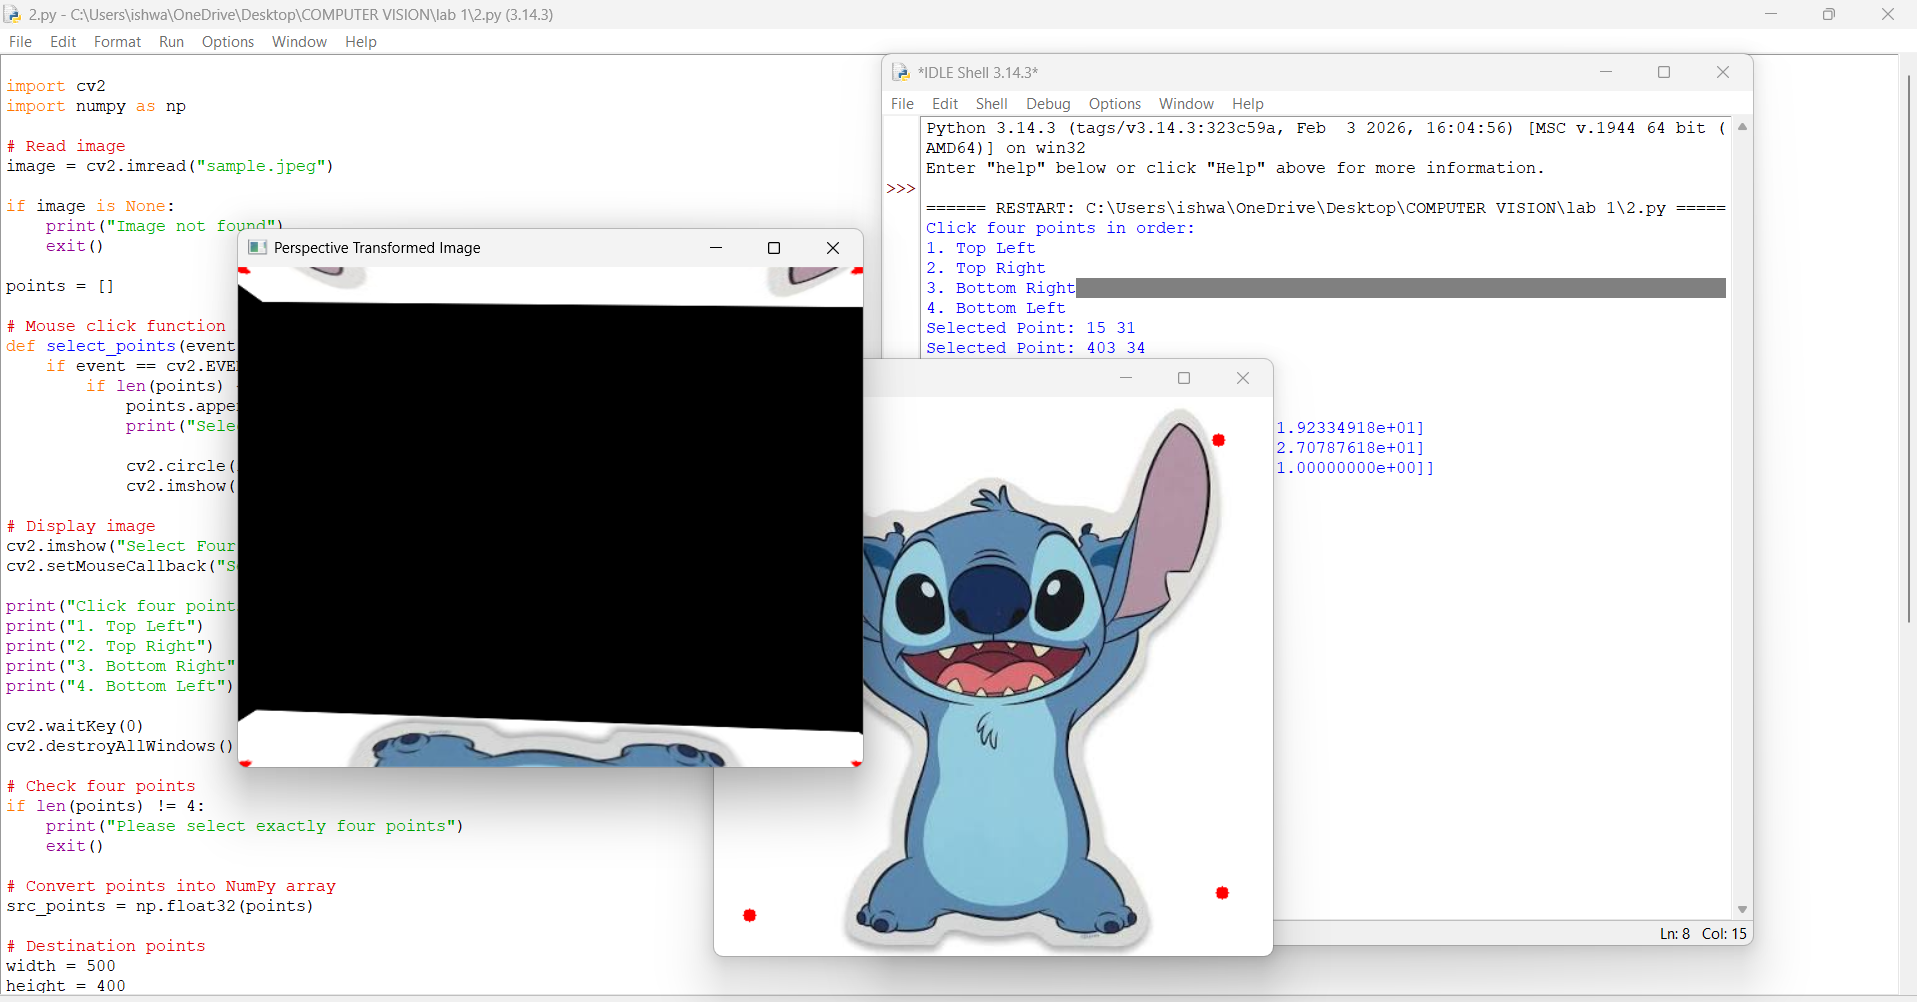 2.py - C:\Users\ishwa\OneDrive\Desktop\COMPUTER VISION\lab 1\2.py (3.14.3)
File Edit Format Run Options Window Help
import cv2
import numpy as np
# Read image
image = cv2.imread("sample.jpeg")
if image is None:
    print("Image not found")
    exit()
points = []
# Mouse click function
def select_points(event
    if event == cv2.EVE
        if len(points)
            points.appe
            print("Sele
            cv2.circle(
            cv2.imshow(
# Display image
cv2.imshow("Select Four
cv2.setMouseCallback("S
print("Click four point
print("1. Top Left")
print("2. Top Right")
print("3. Bottom Right"
print("4. Bottom Left")
cv2.waitKey(0)
cv2.destroyAllWindows()
# Check four points
if len(points) != 4:
    print("Please select exactly four points")
    exit()
# Convert points into NumPy array
src_points = np.float32(points)
# Destination points
width = 500
height = 400
Perspective Transformed Image
*IDLE Shell 3.14.3*
File Edit Shell Debug Options Window Help
Python 3.14.3 (tags/v3.14.3:323c59a, Feb  3 2026, 16:04:56) [MSC v.1944 64 bit (
AMD64)] on win32
Enter "help" below or click "Help" above for more information.
>>>
====== RESTART: C:\Users\ishwa\OneDrive\Desktop\COMPUTER VISION\lab 1\2.py =====
Click four points in order:
1. Top Left
2. Top Right
3. Bottom Right
4. Bottom Left
Selected Point: 15 31
Selected Point: 403 34
1.92334918e+01]
2.70787618e+01]
1.00000000e+00]]
Ln: 8 Col: 15